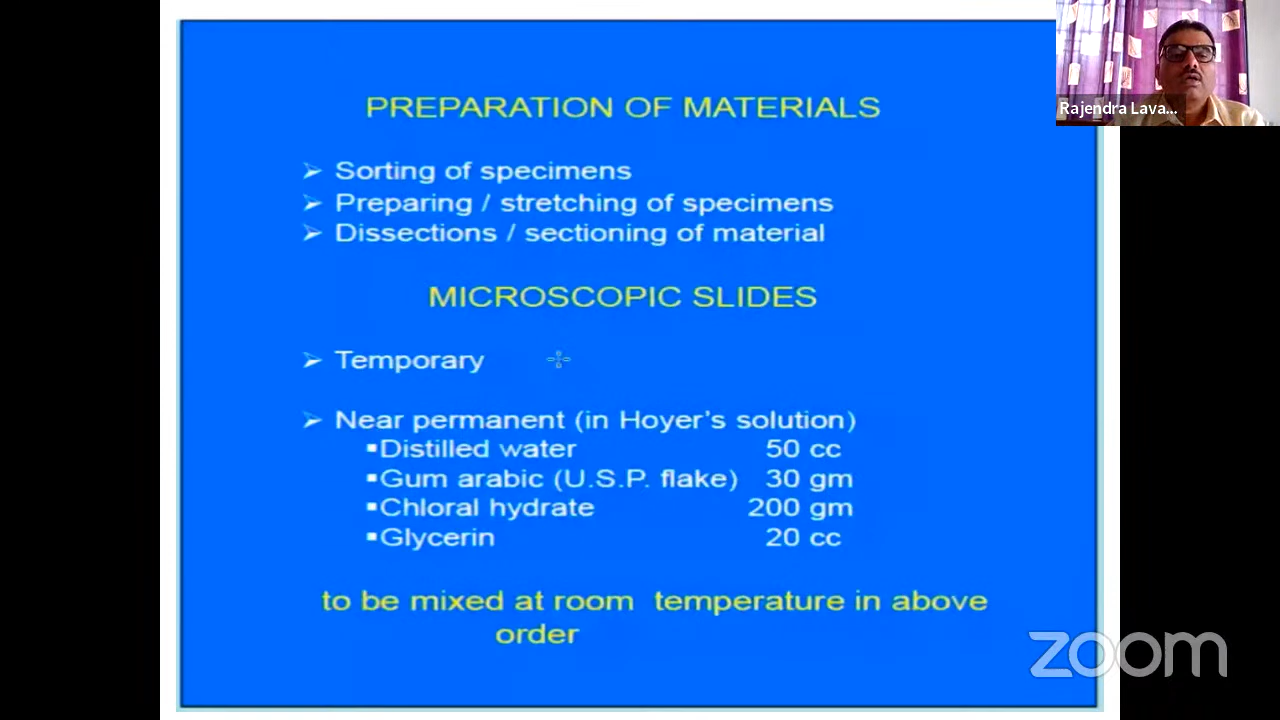 Rajendra Lava...
PREPARATION OF MATERIALS
➢ Sorting of specimens
➢ Preparing / stretching of specimens
➢ Dissections / sectioning of material
MICROSCOPIC SLIDES
➢ Temporary
➢ Near permanent (in Hoyer's solution)
▪Distilled water 50 cc
▪Gum arabic (U.S.P. flake) 30 gm
▪Chloral hydrate 200 gm
▪Glycerin 20 cc
to be mixed at room temperature in above
order
zoom